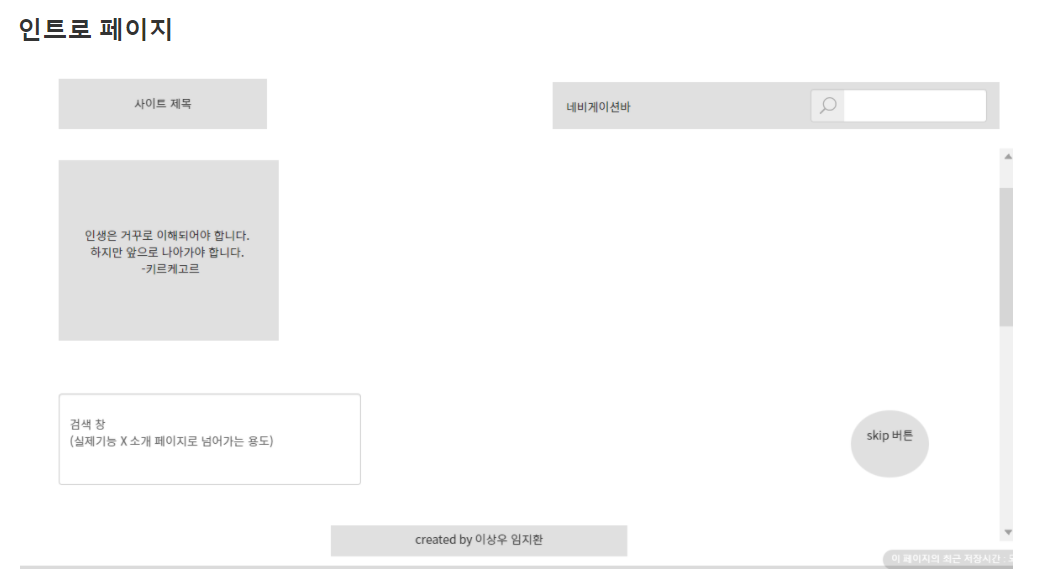 인트로 페이지
사이트 제목
네비게이션바
인생은 거꾸로 이해되어야 합니다.
하지만 앞으로 나아가야 합니다.
-키르케고르
검색 창
(실제기능 X 소개 페이지로 넘어가는 용도)
skip 버튼
created by 이상우 임지환
이 페이지의 최근 저장시간 :